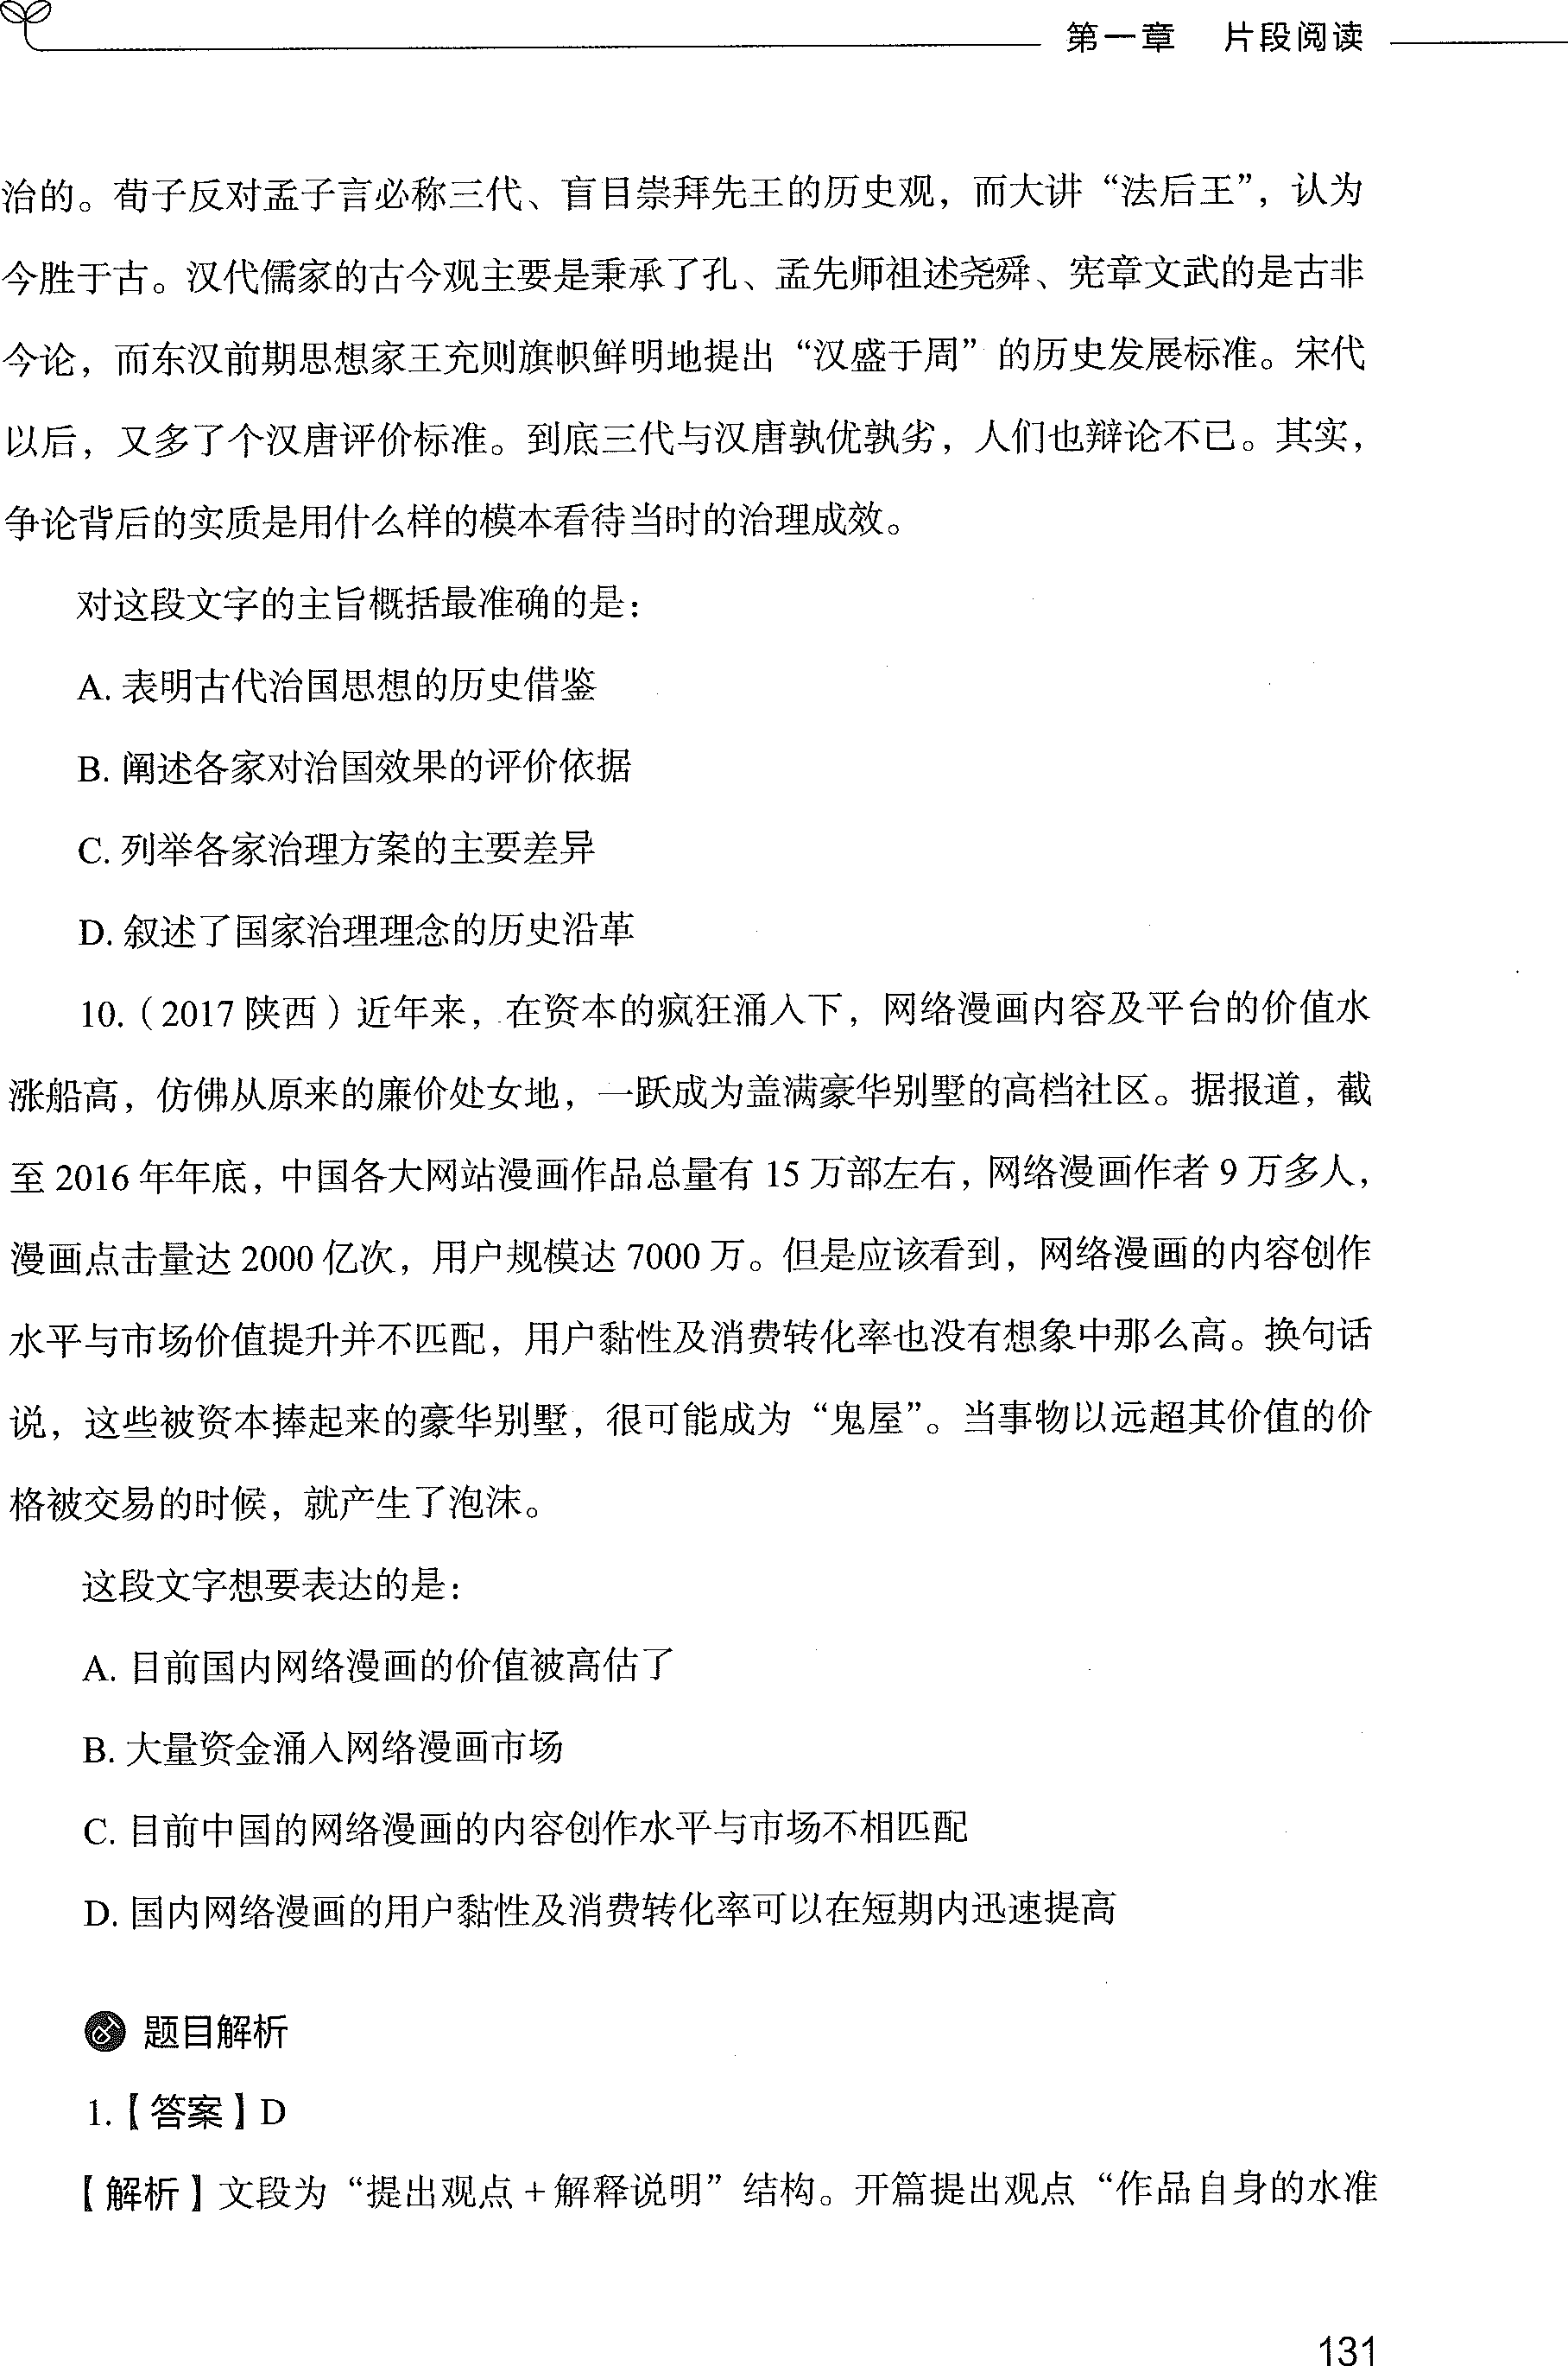 第一章 片段阅读
治的。荀子反对孟子言必称三代、盲目崇拜先王的历史观，而大讲“法后王”，认为
今胜于古。汉代儒家的古今观主要是秉承了孔、孟先师祖述尧舜、宪章文武的是古非
今论，而东汉前期思想家王充则旗帜鲜明地提出“汉盛于周”的历史发展标准。宋代
以后，又多了个汉唐评价标准。到底三代与汉唐孰优孰劣，人们也辩论不已。其实，
争论背后的实质是用什么样的模本看待当时的治理成效。
对这段文字的主旨概括最准确的是：
A. 表明古代治国思想的历史借鉴
B. 阐述各家对治国效果的评价依据
C. 列举各家治理方案的主要差异
D. 叙述了国家治理理念的历史沿革
10.（2017 陕西）近年来，在资本的疯狂涌入下，网络漫画内容及平台的价值水
涨船高，仿佛从原来的廉价处女地，一跃成为盖满豪华别墅的高档社区。据报道，截
至 2016 年年底，中国各大网站漫画作品总量有 15 万部左右，网络漫画作者 9 万多人，
漫画点击量达 2000 亿次，用户规模达 7000 万。但是应该看到，网络漫画的内容创作
水平与市场价值提升并不匹配，用户黏性及消费转化率也没有想象中那么高。换句话
说，这些被资本捧起来的豪华别墅，很可能成为“鬼屋”。当事物以远超其价值的价
格被交易的时候，就产生了泡沫。
这段文字想要表达的是：
A. 目前国内网络漫画的价值被高估了
B. 大量资金涌入网络漫画市场
C. 目前中国的网络漫画的内容创作水平与市场不相匹配
D. 国内网络漫画的用户黏性及消费转化率可以在短期内迅速提高
题目解析
1.【答案】D
【解析】文段为“提出观点＋解释说明”结构。开篇提出观点“作品自身的水准
131